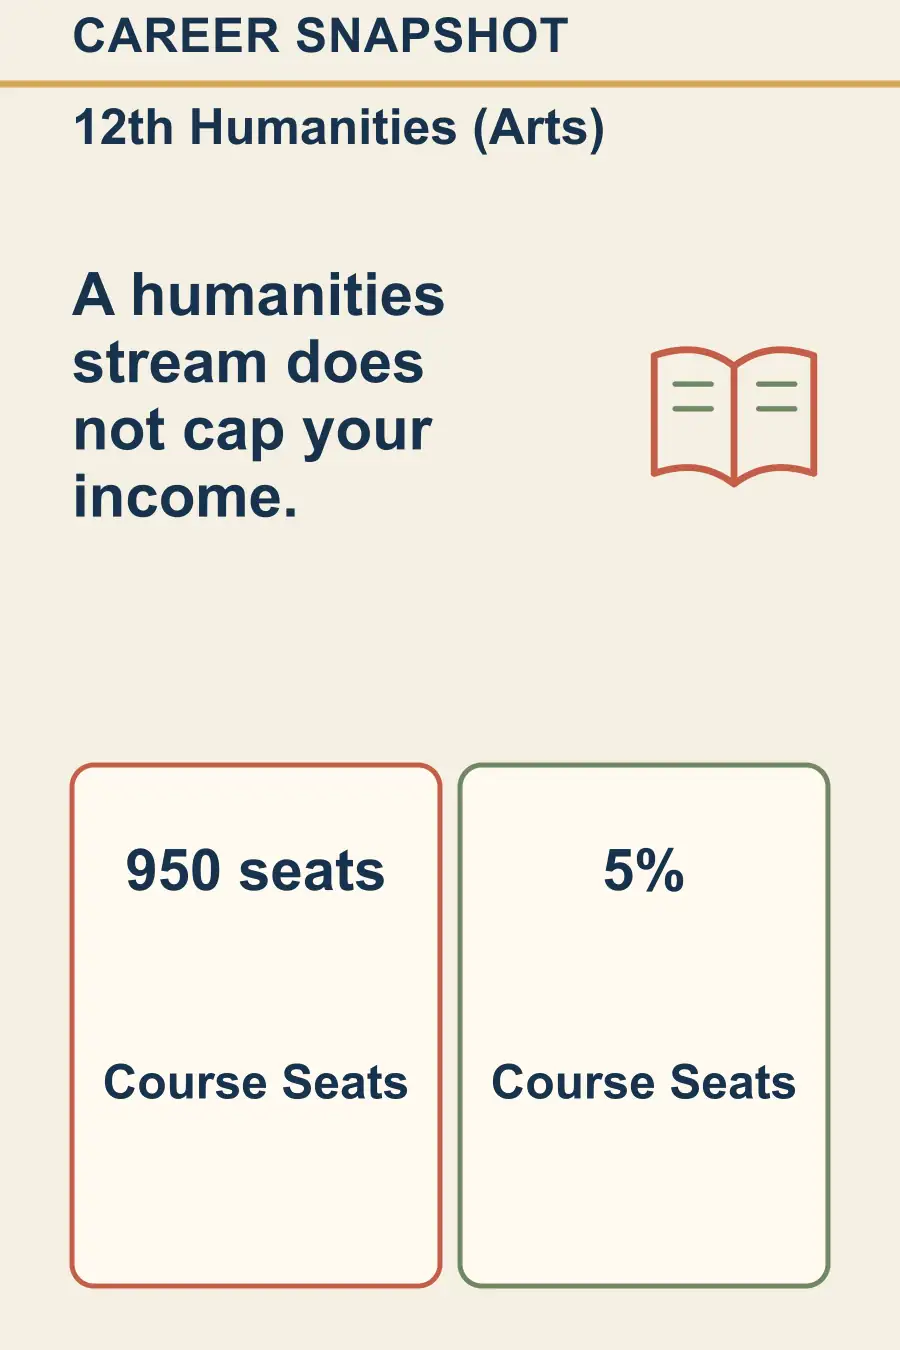 CAREER SNAPSHOT
12th Humanities (Arts)
A humanities
stream does
not cap your
income.
950 seats
Course Seats
5%
Course Seats